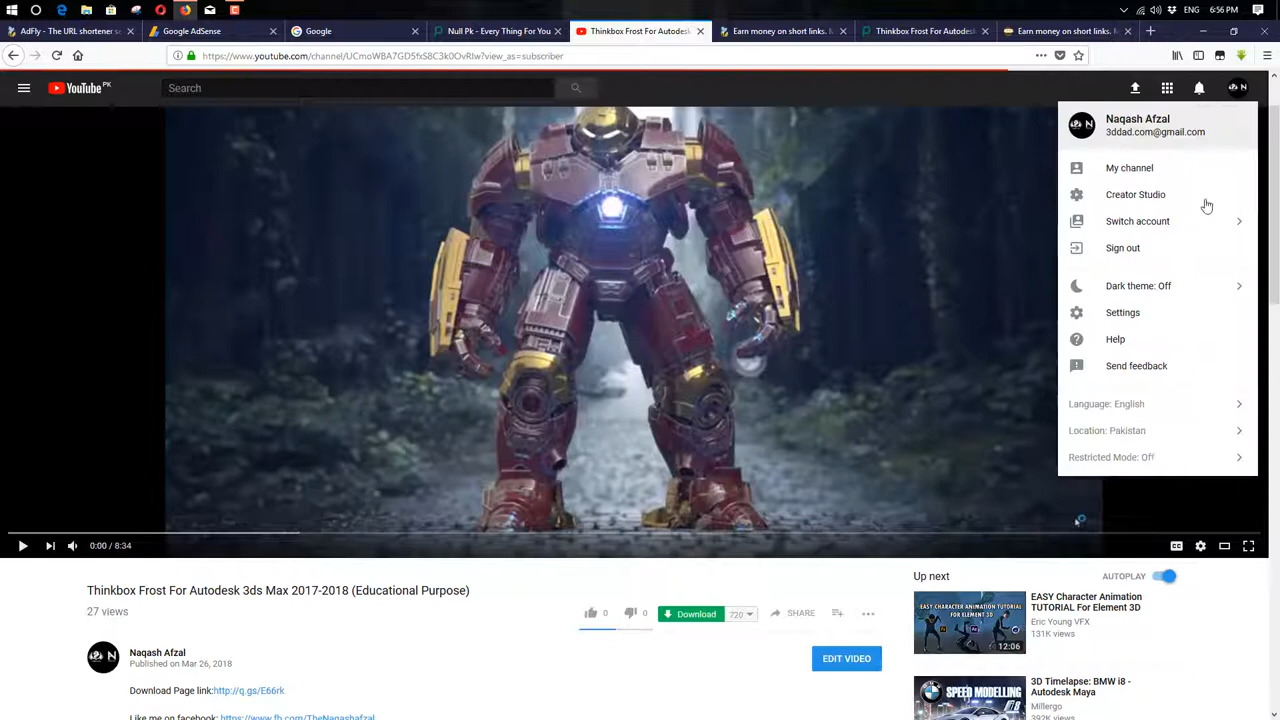 ENG 6:56 PM
AdFly - The URL shortener se
Google AdSense
Google
Null Pk - Every Thing For You
Thinkbox Frost For Autodesk
Earn money on short links. M
Thinkbox Frost For Autodesk
Earn money on short links. M
https://www.youtube.com/channel/UCmoWBA7GD5fxS8C3k0OvRIw?view_as=subscriber
YouTube PK
Search
Naqash Afzal
3ddad.com@gmail.com
My channel
Creator Studio
Switch account
Sign out
Dark theme: Off
Settings
Help
Send feedback
Language: English
Location: Pakistan
Restricted Mode: Off
0:00 / 8:34
Thinkbox Frost For Autodesk 3ds Max 2017-2018 (Educational Purpose)
27 views
0
0
Download
720
SHARE
Naqash Afzal
Published on Mar 26, 2018
EDIT VIDEO
Download Page link:http://q.gs/E66rk
Like me on facebook: https://www.fb.com/TheNaqashafzal
Up next
AUTOPLAY
EASY CHARACTER ANIMATION TUTORIAL
FOR ELEMENT 3D
12:06
EASY Character Animation
TUTORIAL For Element 3D
Eric Young VFX
131K views
SPEED MODELLING
3D Timelapse: BMW i8 -
Autodesk Maya
Millergo
392K views